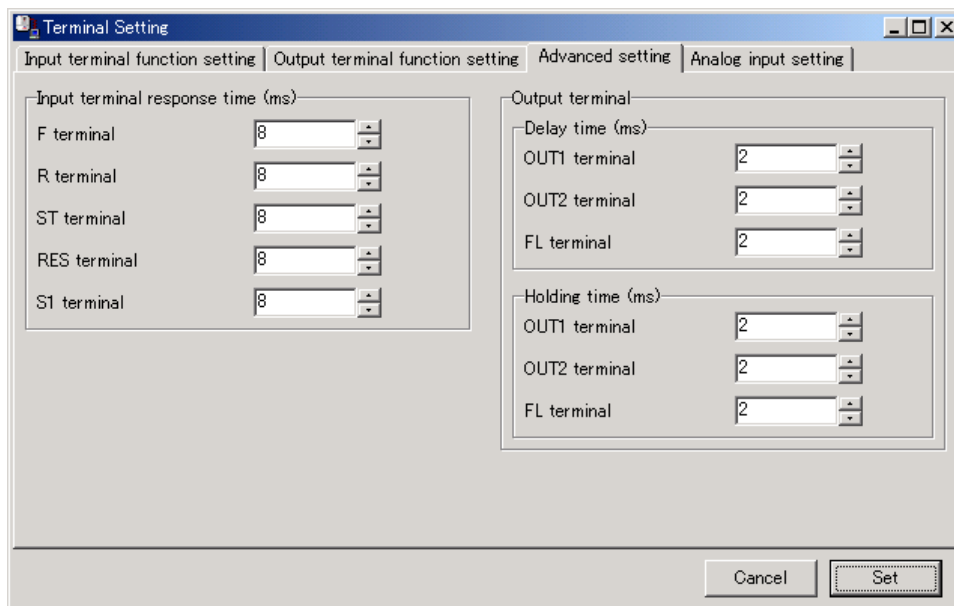 Terminal Setting
Input terminal function setting Output terminal function setting Advanced setting Analog input setting
Input terminal response time (ms)
F terminal 8
R terminal 8
ST terminal 8
RES terminal 8
S1 terminal 8
Output terminal
Delay time (ms)
OUT1 terminal 2
OUT2 terminal 2
FL terminal 2
Holding time (ms)
OUT1 terminal 2
OUT2 terminal 2
FL terminal 2
Cancel Set